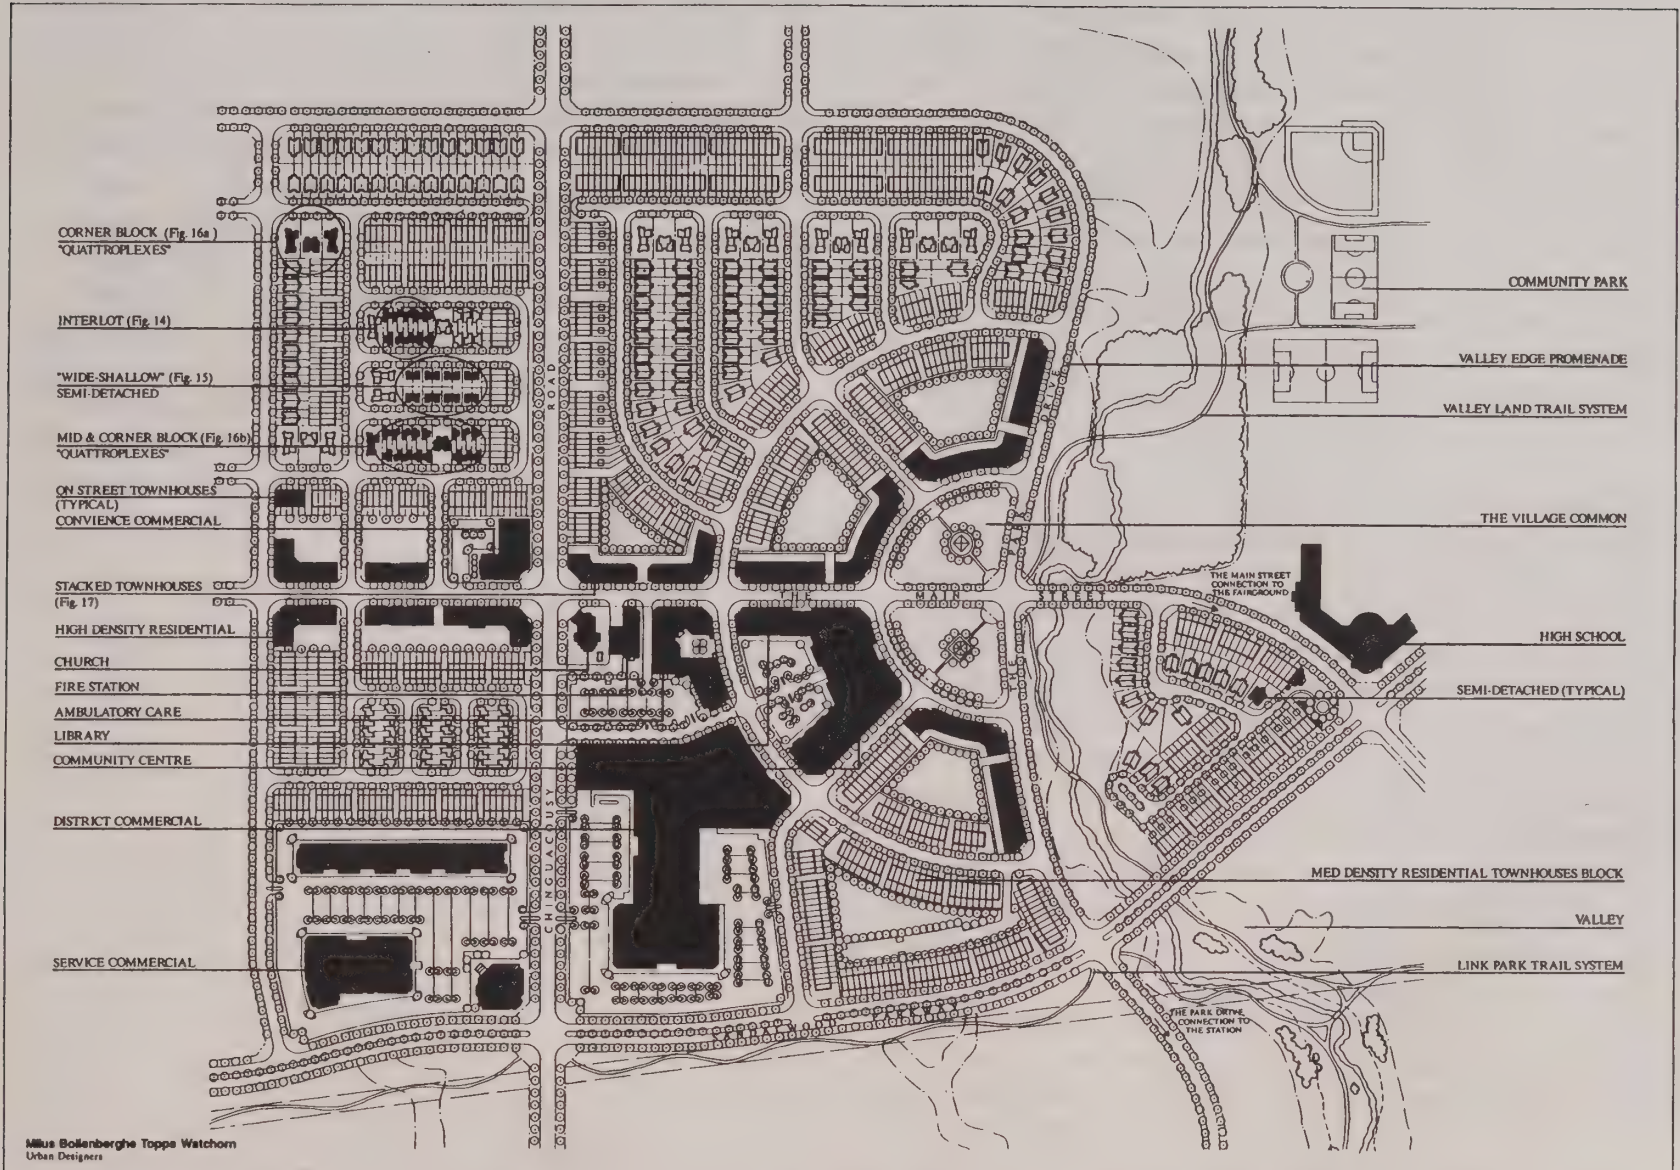 CORNER BLOCK (Fig. 16a )
"QUATTROPLEXES"
INTERLOT (Fig. 14)
"WIDE-SHALLOW" (Fig. 15)
SEMI-DETACHED
MID & CORNER BLOCK (Fig. 16b)
"QUATTROPLEXES"
ON STREET TOWNHOUSES
(TYPICAL)
CONVIENCE COMMERCIAL
STACKED TOWNHOUSES
(Fig. 17)
HIGH DENSITY RESIDENTIAL
CHURCH
FIRE STATION
AMBULATORY CARE
LIBRARY
COMMUNITY CENTRE
DISTRICT COMMERCIAL
SERVICE COMMERCIAL
CHINGUACOUSY ROAD
THE MAIN STREET
THE PARK DRIVE
SANDALWOOD PARKWAY
THE MAIN STREET
CONNECTION TO
THE FAIRGROUND
THE PARK DRIVE
CONNECTION TO
THE STATION
COMMUNITY PARK
VALLEY EDGE PROMENADE
VALLEY LAND TRAIL SYSTEM
THE VILLAGE COMMON
HIGH SCHOOL
SEMI-DETACHED (TYPICAL)
MED DENSITY RESIDENTIAL TOWNHOUSES BLOCK
VALLEY
LINK PARK TRAIL SYSTEM
Milus Bollenberghe Topps Watchorn
Urban Designers